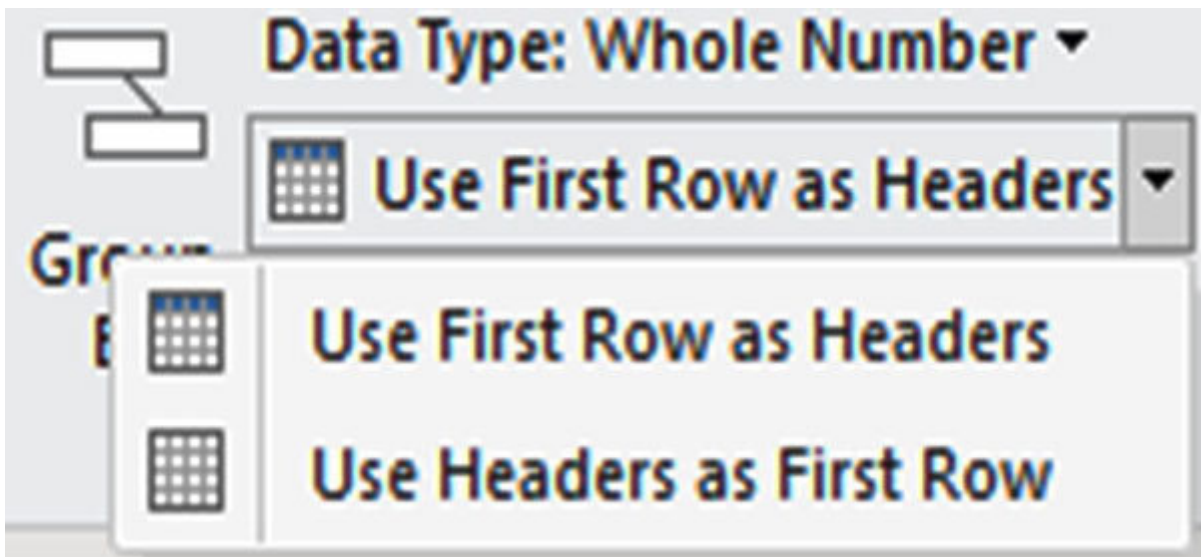 Data Type: Whole Number
Use First Row as Headers
Use First Row as Headers
Use Headers as First Row